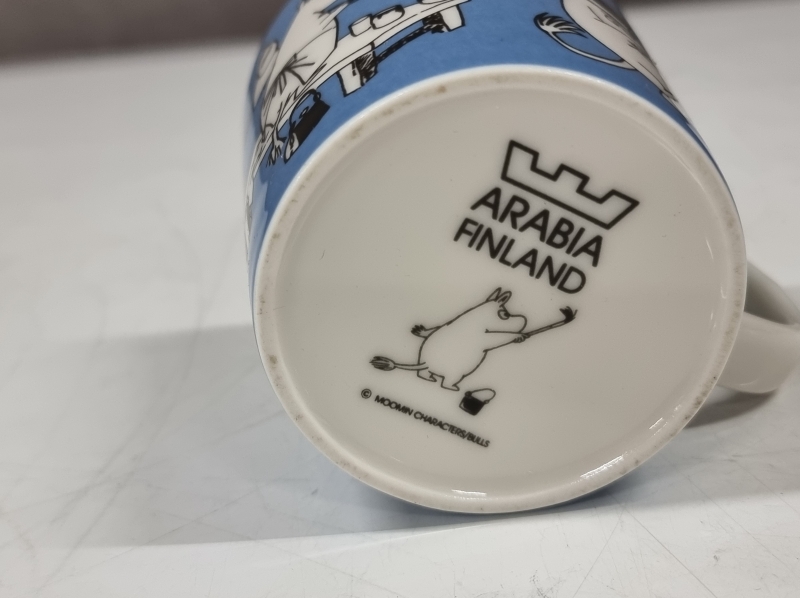 ARABIA
FINLAND
© MOOMIN CHARACTERS/BULLS